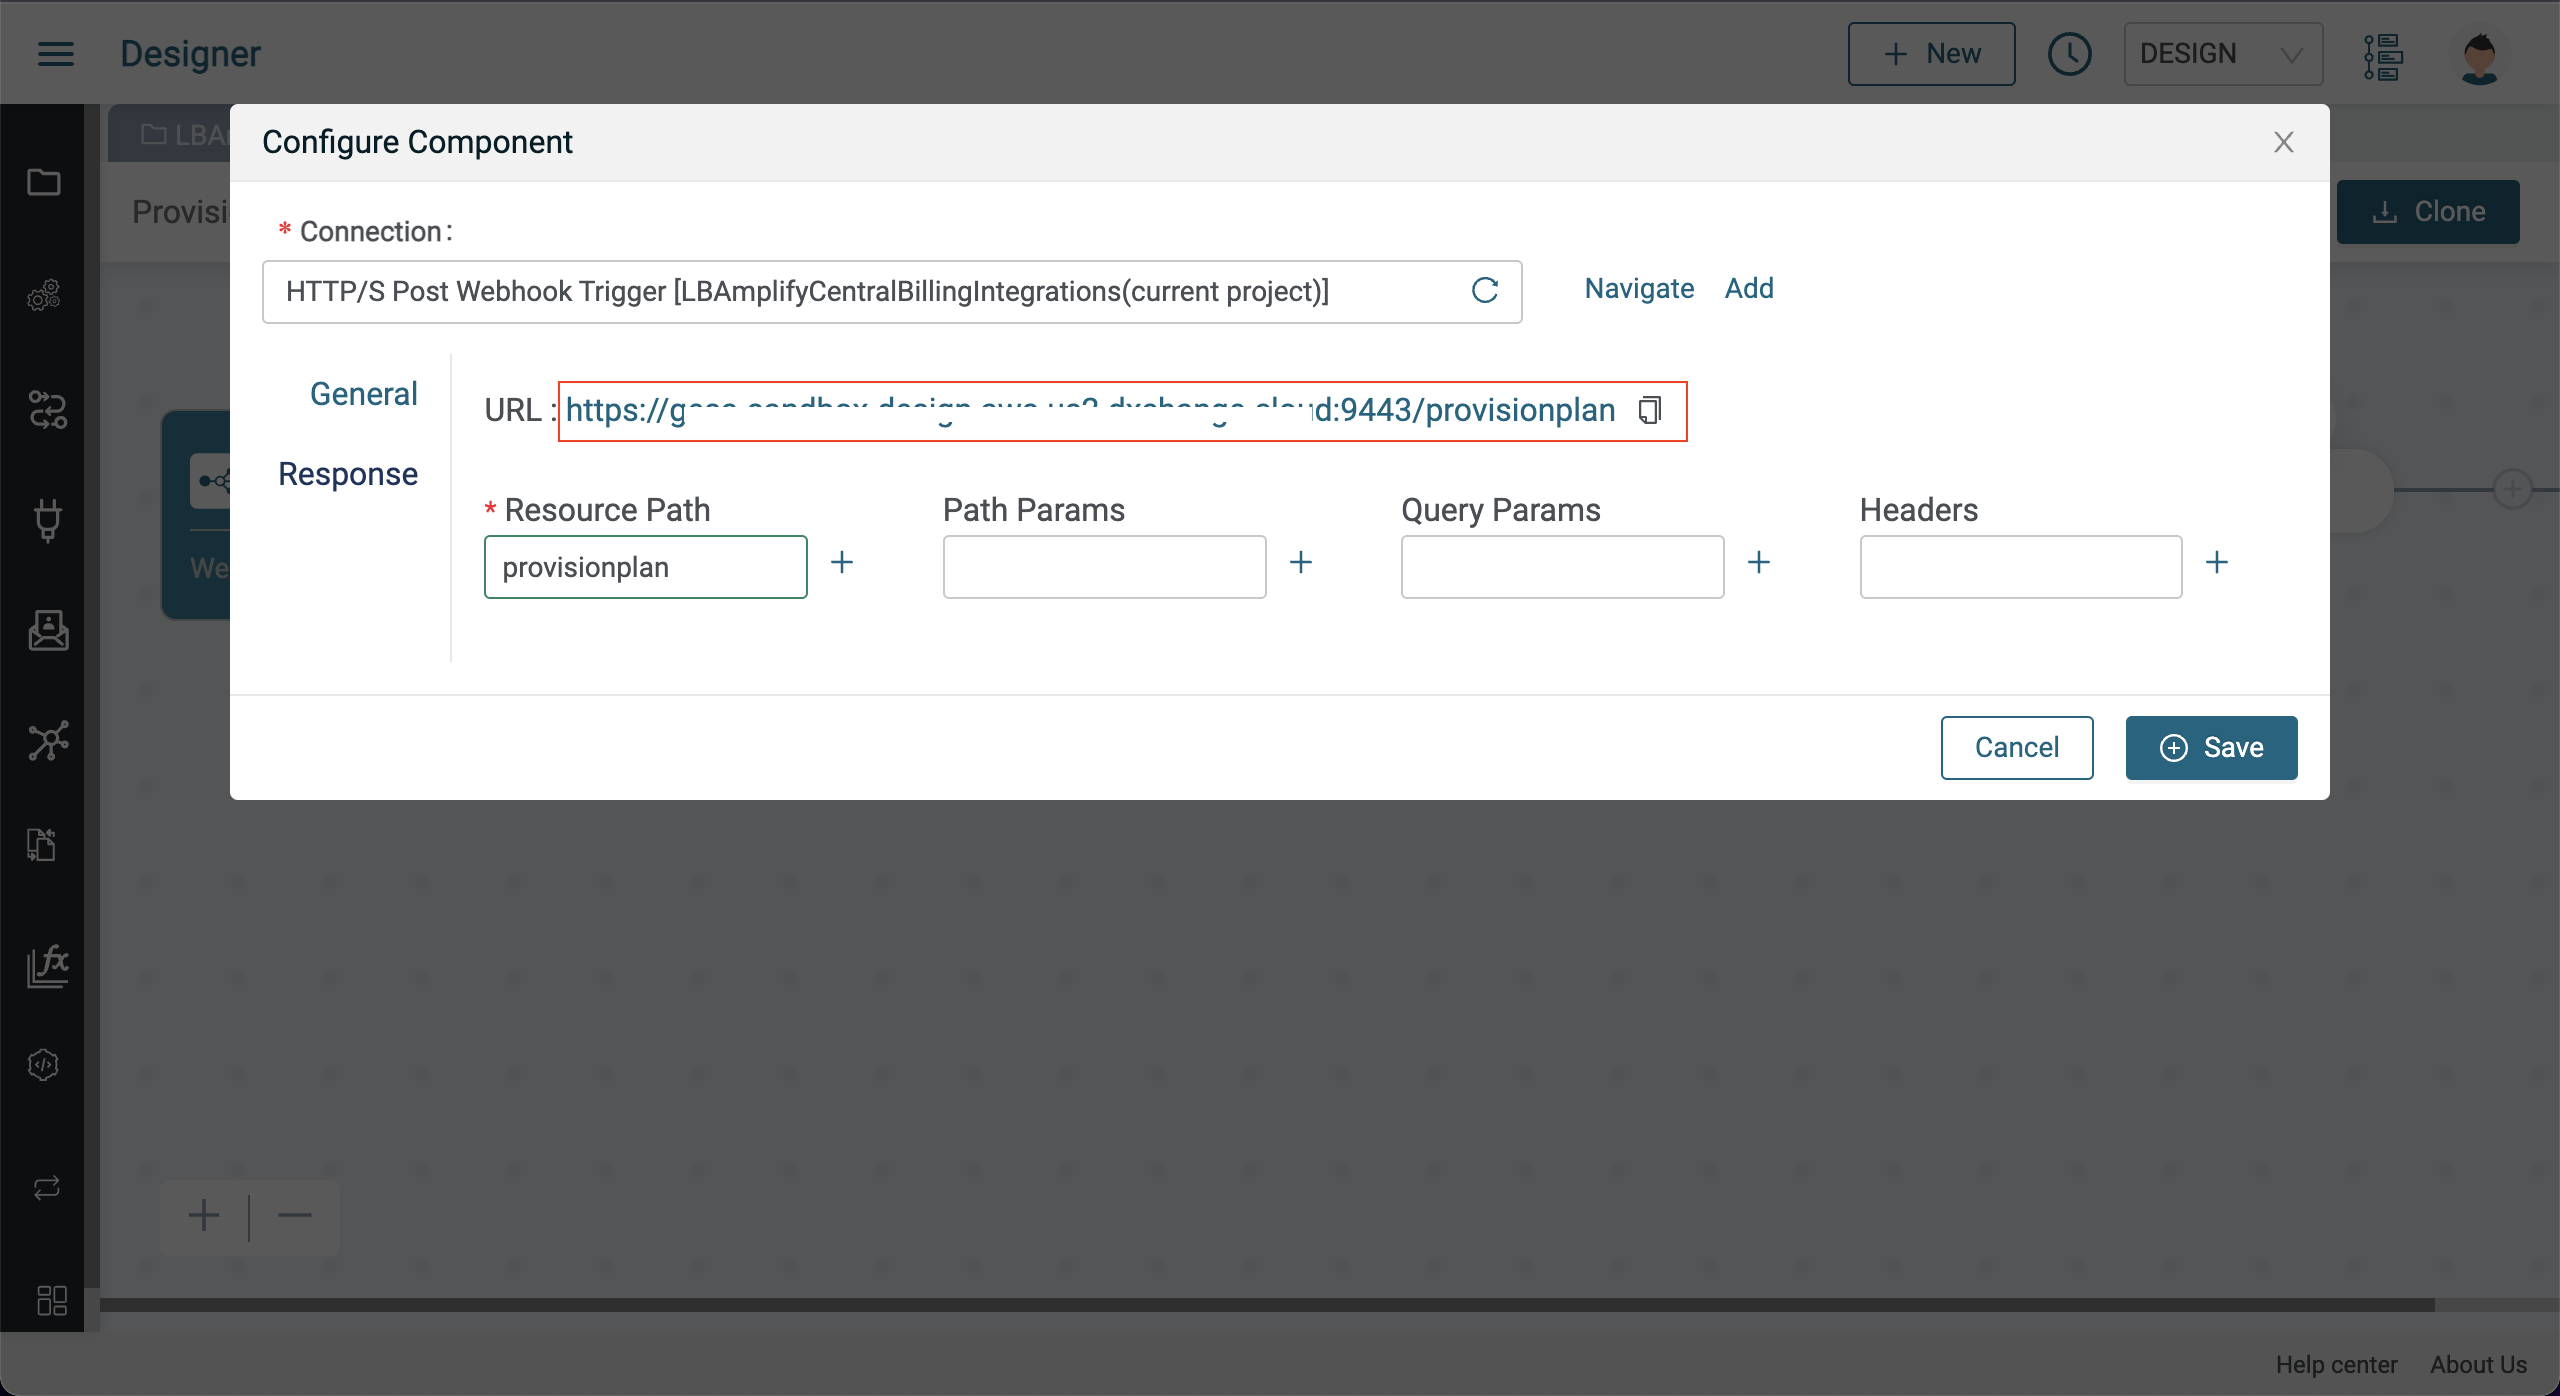 Designer
New
DESIGN
LBAm
Configure Component
Provisi
Clone
* Connection :
HTTP/S Post Webhook Trigger [LBAmplifyCentralBillingIntegrations(current project)]
Navigate Add
General
URL : https:// d:9443/provisionplan
Response
* Resource Path Path Params Query Params Headers
provisionplan
We
Cancel
Save
fx
Help center About Us